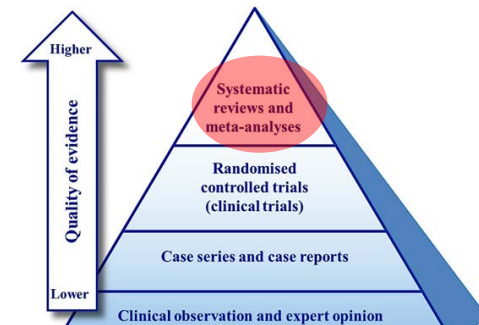 Higher
Quality of evidence
Lower
Systematic
reviews and
meta-analyses
Randomised
controlled trials
(clinical trials)
Case series and case reports
Clinical observation and expert opinion